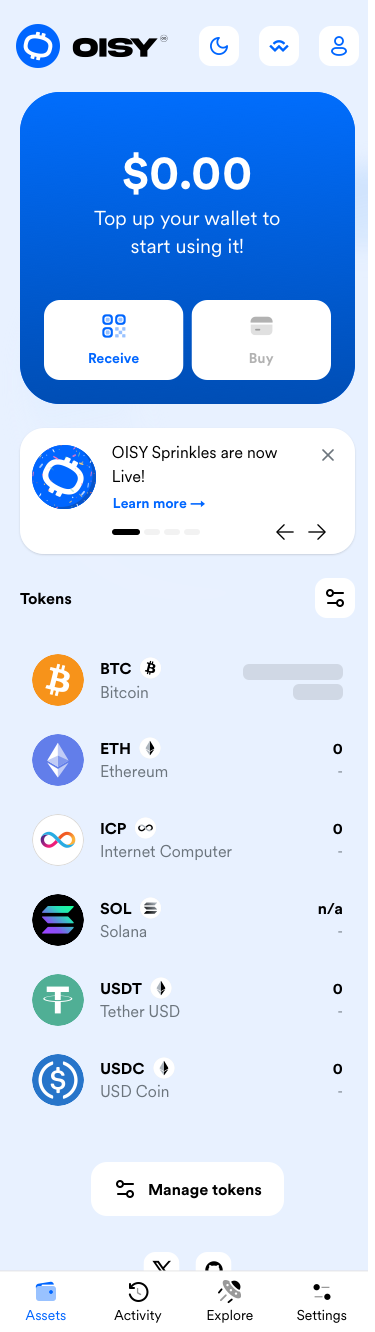 OISY
$0.00
Top up your wallet to
start using it!
Receive
Buy
OISY Sprinkles are now
Live!
Learn more →
Tokens
BTC
Bitcoin
ETH
0
Ethereum
-
ICP
0
Internet Computer
-
SOL
n/a
Solana
-
USDT
0
Tether USD
-
USDC
0
USD Coin
-
Manage tokens
Assets
Activity
Explore
Settings